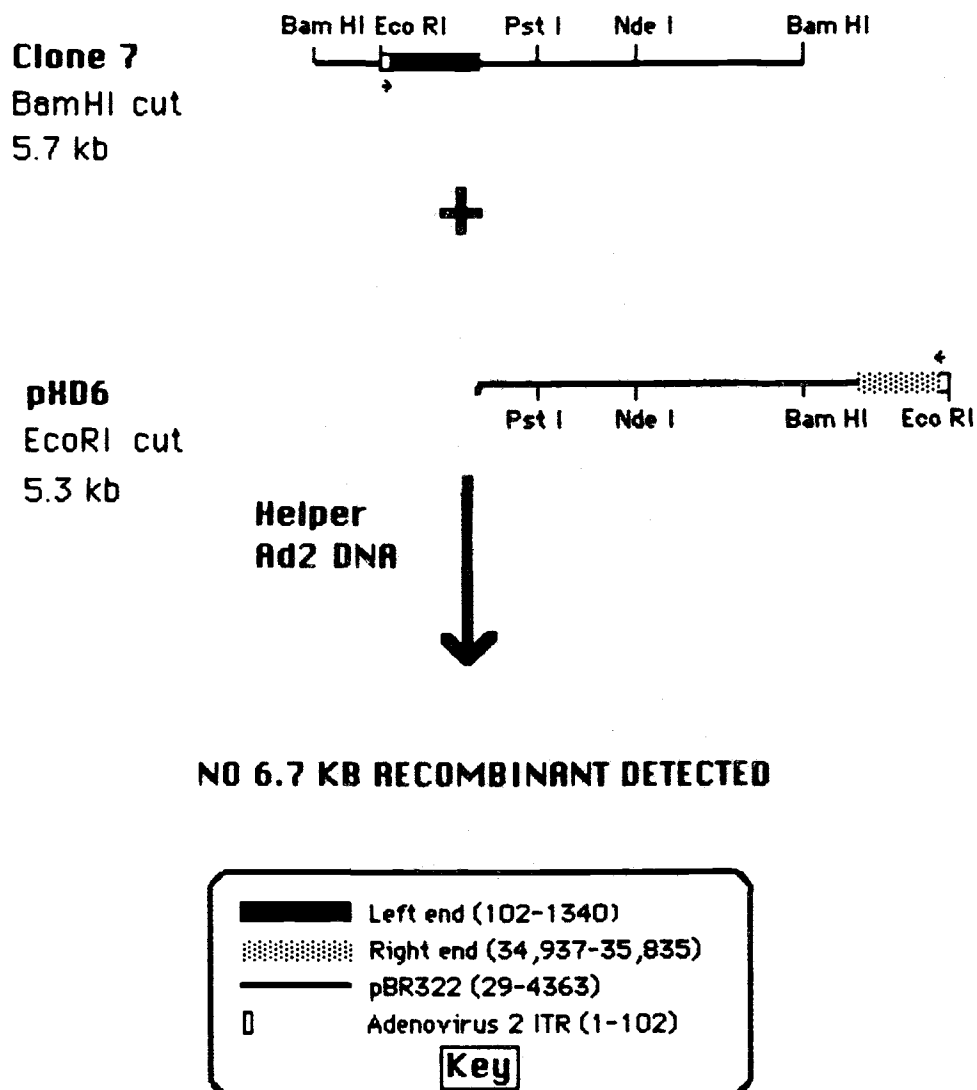 Bam HI Eco RI Pst I Nde I Bam HI
Clone 7
BamHI cut
5.7 kb
+
pHD6
EcoRI cut
5.3 kb
Pst I Nde I Bam HI Eco RI
Helper
Ad2 DNA
NO 6.7 KB RECOMBINANT DETECTED
Left end (102-1340)
Right end (34,937-35,835)
pBR322 (29-4363)
Adenovirus 2 ITR (1-102)
Key